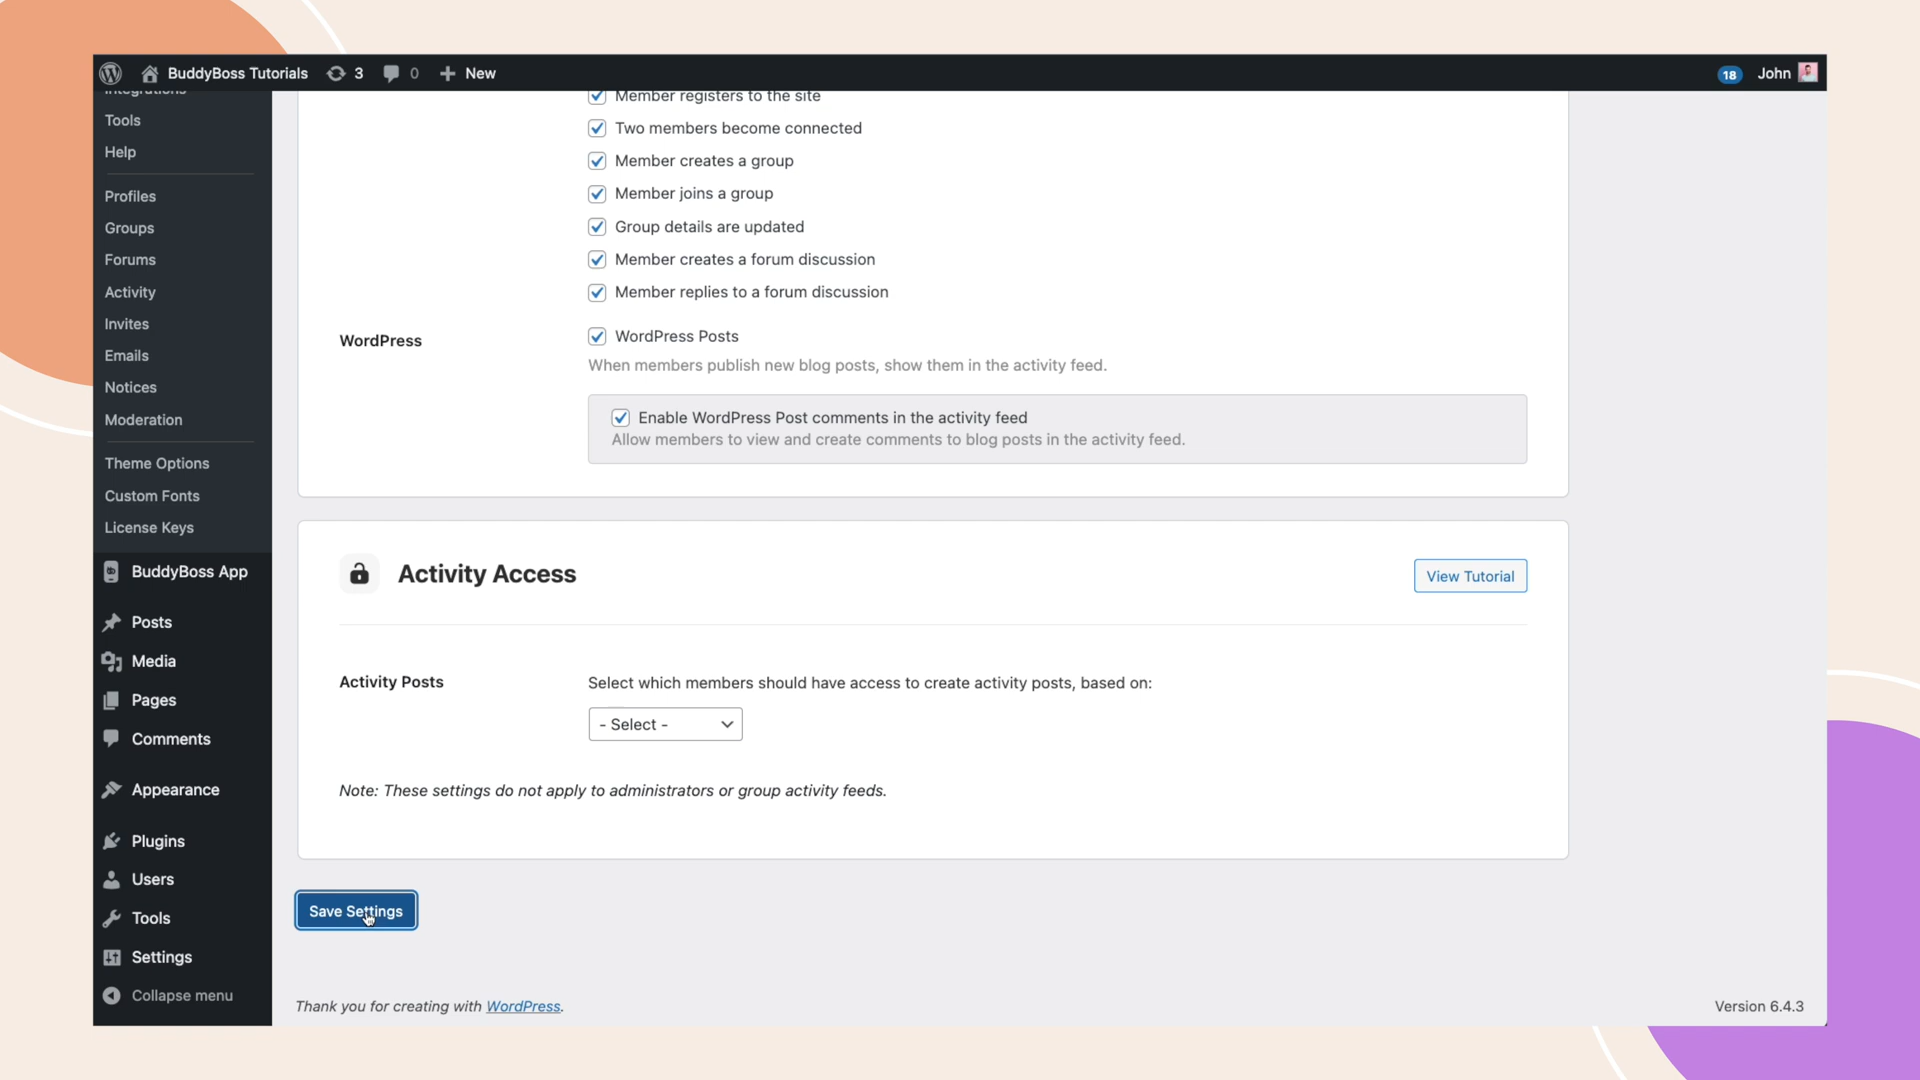 BuddyBoss Tutorials 3 0 New 18 John
Integrations
Tools
Help
Profiles
Groups
Forums
Activity
Invites
Emails
Notices
Moderation
Theme Options
Custom Fonts
License Keys
BuddyBoss App
Posts
Media
Pages
Comments
Appearance
Plugins
Users
Tools
Settings
Collapse menu
Member registers to the site
Two members become connected
Member creates a group
Member joins a group
Group details are updated
Member creates a forum discussion
Member replies to a forum discussion
WordPress
WordPress Posts
When members publish new blog posts, show them in the activity feed.
Enable WordPress Post comments in the activity feed
Allow members to view and create comments to blog posts in the activity feed.
Activity Access
View Tutorial
Activity Posts
Select which members should have access to create activity posts, based on:
- Select -
Note: These settings do not apply to administrators or group activity feeds.
Save Settings
Thank you for creating with WordPress.
Version 6.4.3